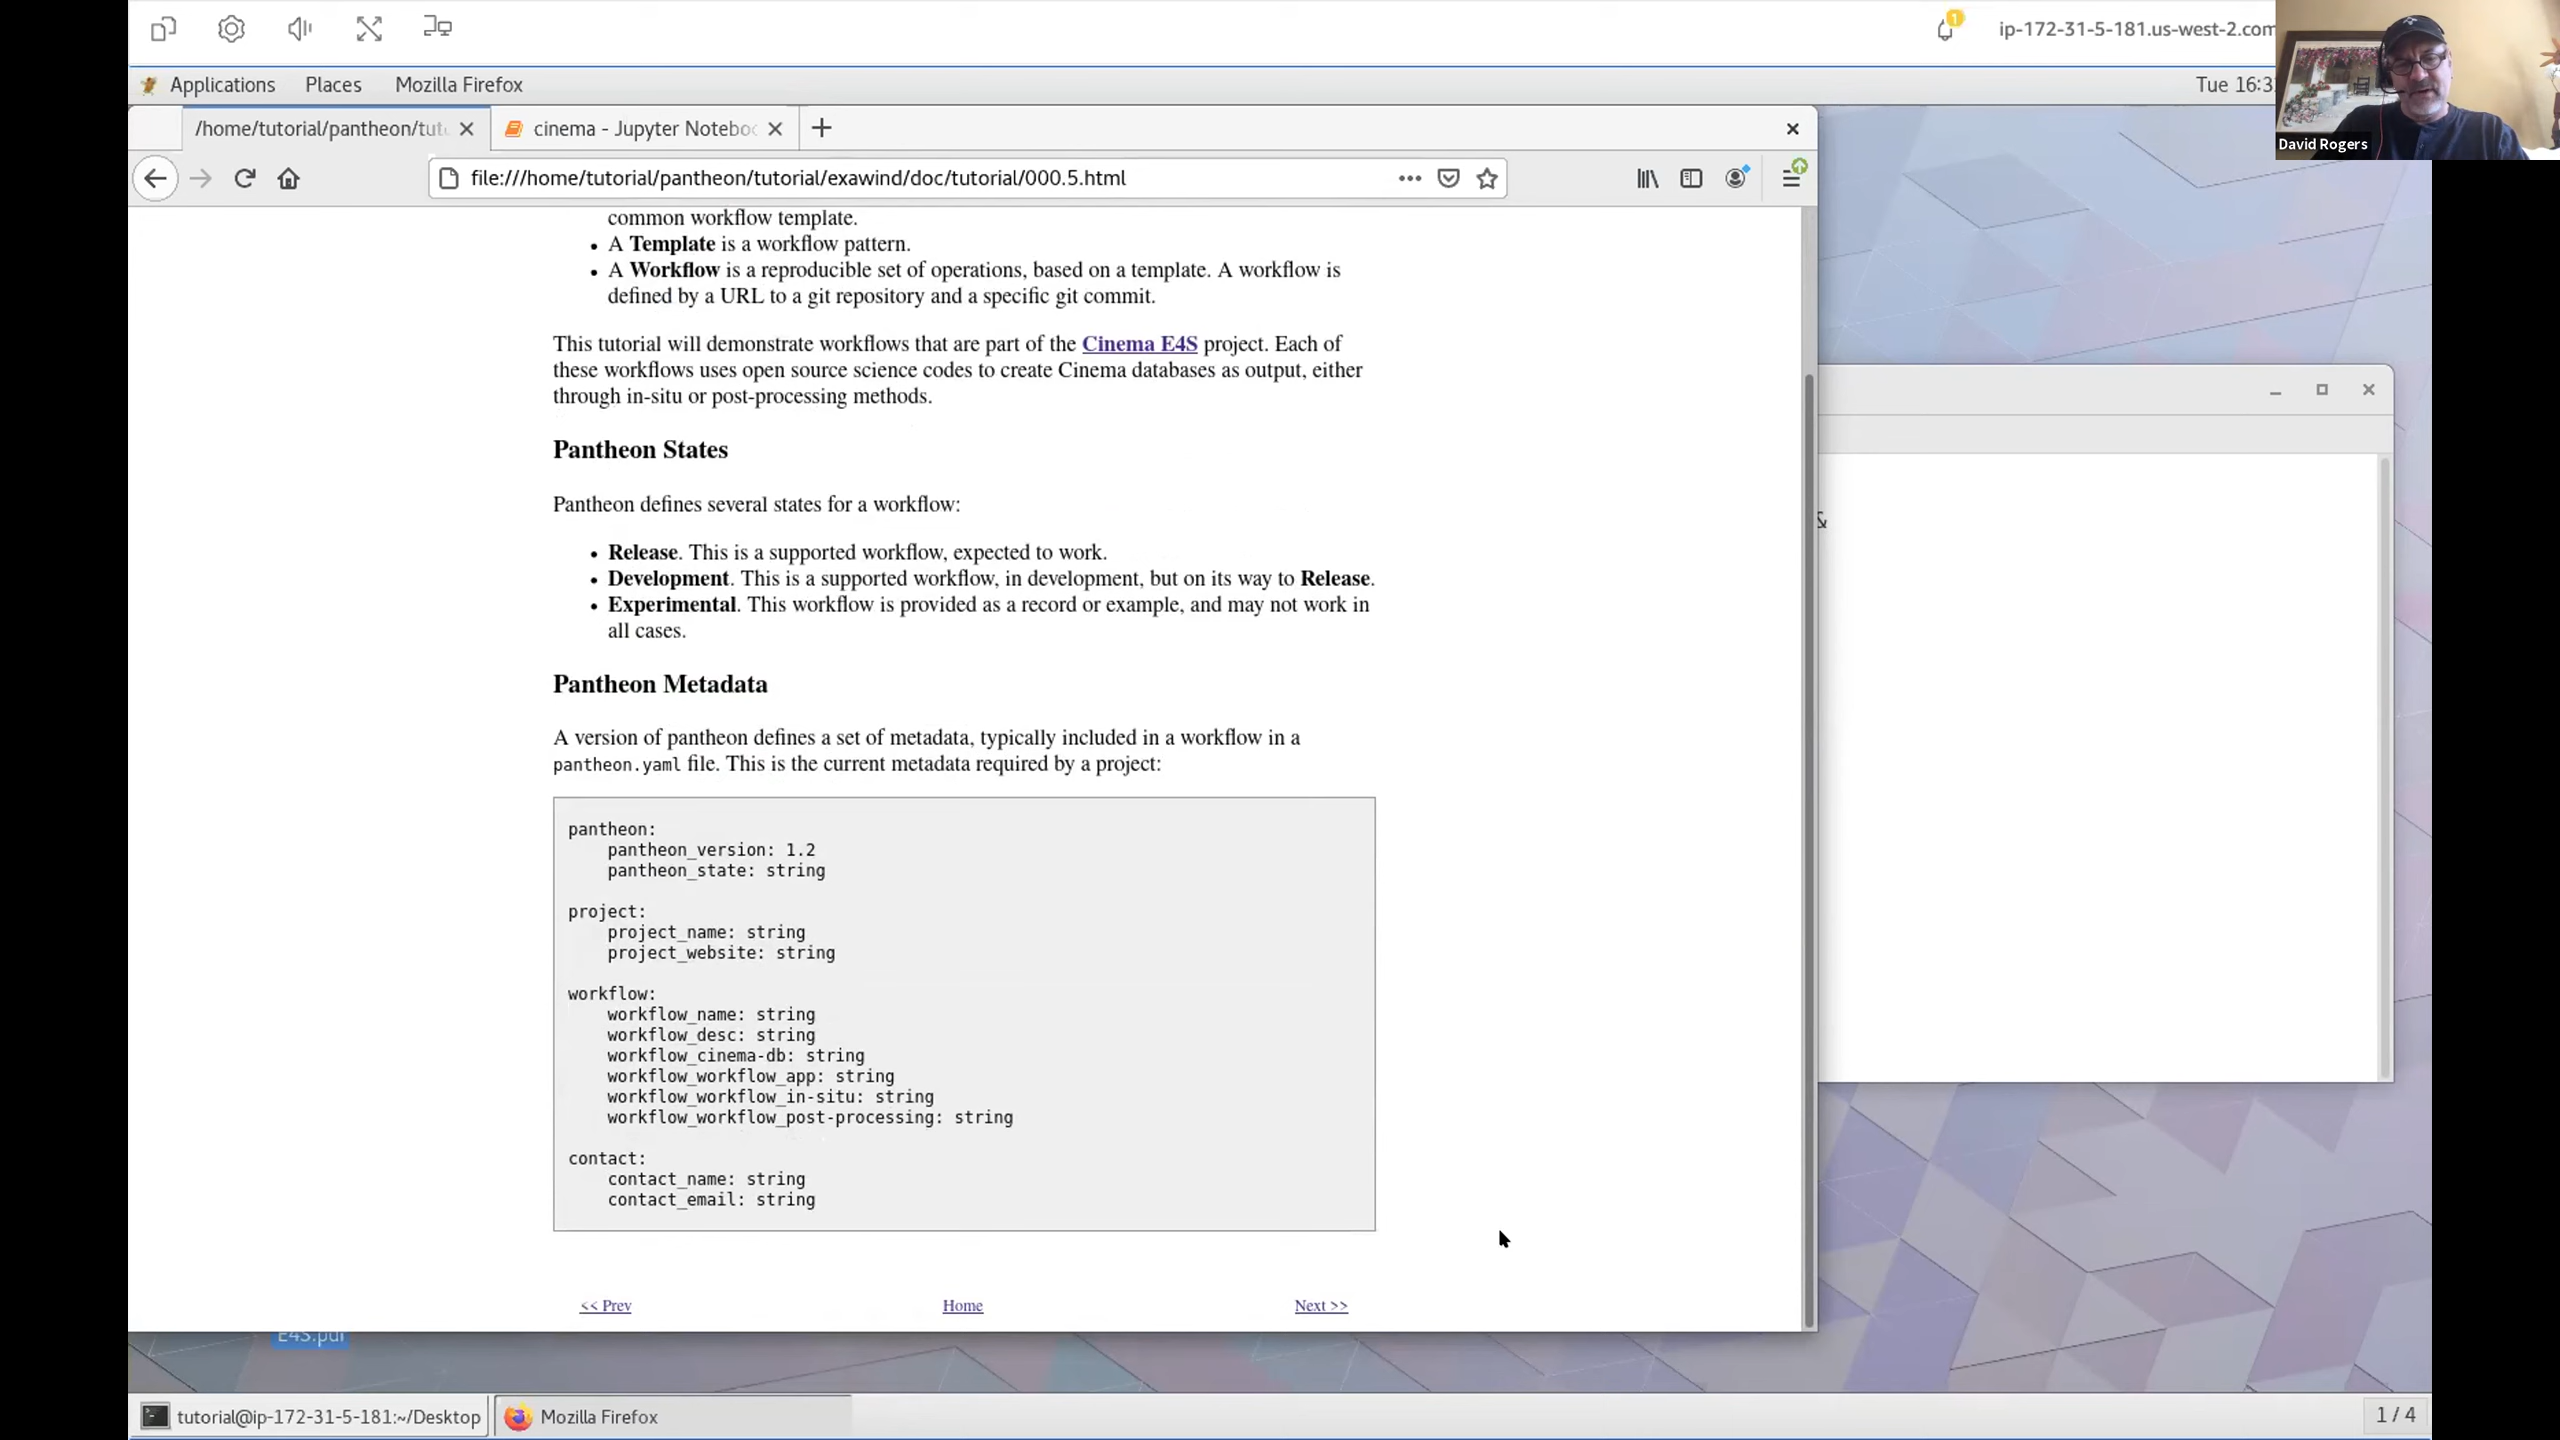 1
ip-172-31-5-181.us-west-2.com
Applications Places Mozilla Firefox
Tue 16:3
David Rogers
/home/tutorial/pantheon/tut
cinema - Jupyter Notebo
file:///home/tutorial/pantheon/tutorial/exawind/doc/tutorial/000.5.html
common workflow template.
• A Template is a workflow pattern.
• A Workflow is a reproducible set of operations, based on a template. A workflow is
defined by a URL to a git repository and a specific git commit.
This tutorial will demonstrate workflows that are part of the Cinema E4S project. Each of
these workflows uses open source science codes to create Cinema databases as output, either
through in-situ or post-processing methods.
Pantheon States
Pantheon defines several states for a workflow:
&
• Release. This is a supported workflow, expected to work.
• Development. This is a supported workflow, in development, but on its way to Release.
• Experimental. This workflow is provided as a record or example, and may not work in
all cases.
Pantheon Metadata
A version of pantheon defines a set of metadata, typically included in a workflow in a
pantheon.yaml file. This is the current metadata required by a project:
pantheon:
pantheon_version: 1.2
pantheon_state: string
project:
project_name: string
project_website: string
workflow:
workflow_name: string
workflow_desc: string
workflow_cinema-db: string
workflow_workflow_app: string
workflow_workflow_in-situ: string
workflow_workflow_post-processing: string
contact:
contact_name: string
contact_email: string
<< Prev Home Next >>
E4S.pdf
tutorial@ip-172-31-5-181:~/Desktop
Mozilla Firefox
1 / 4